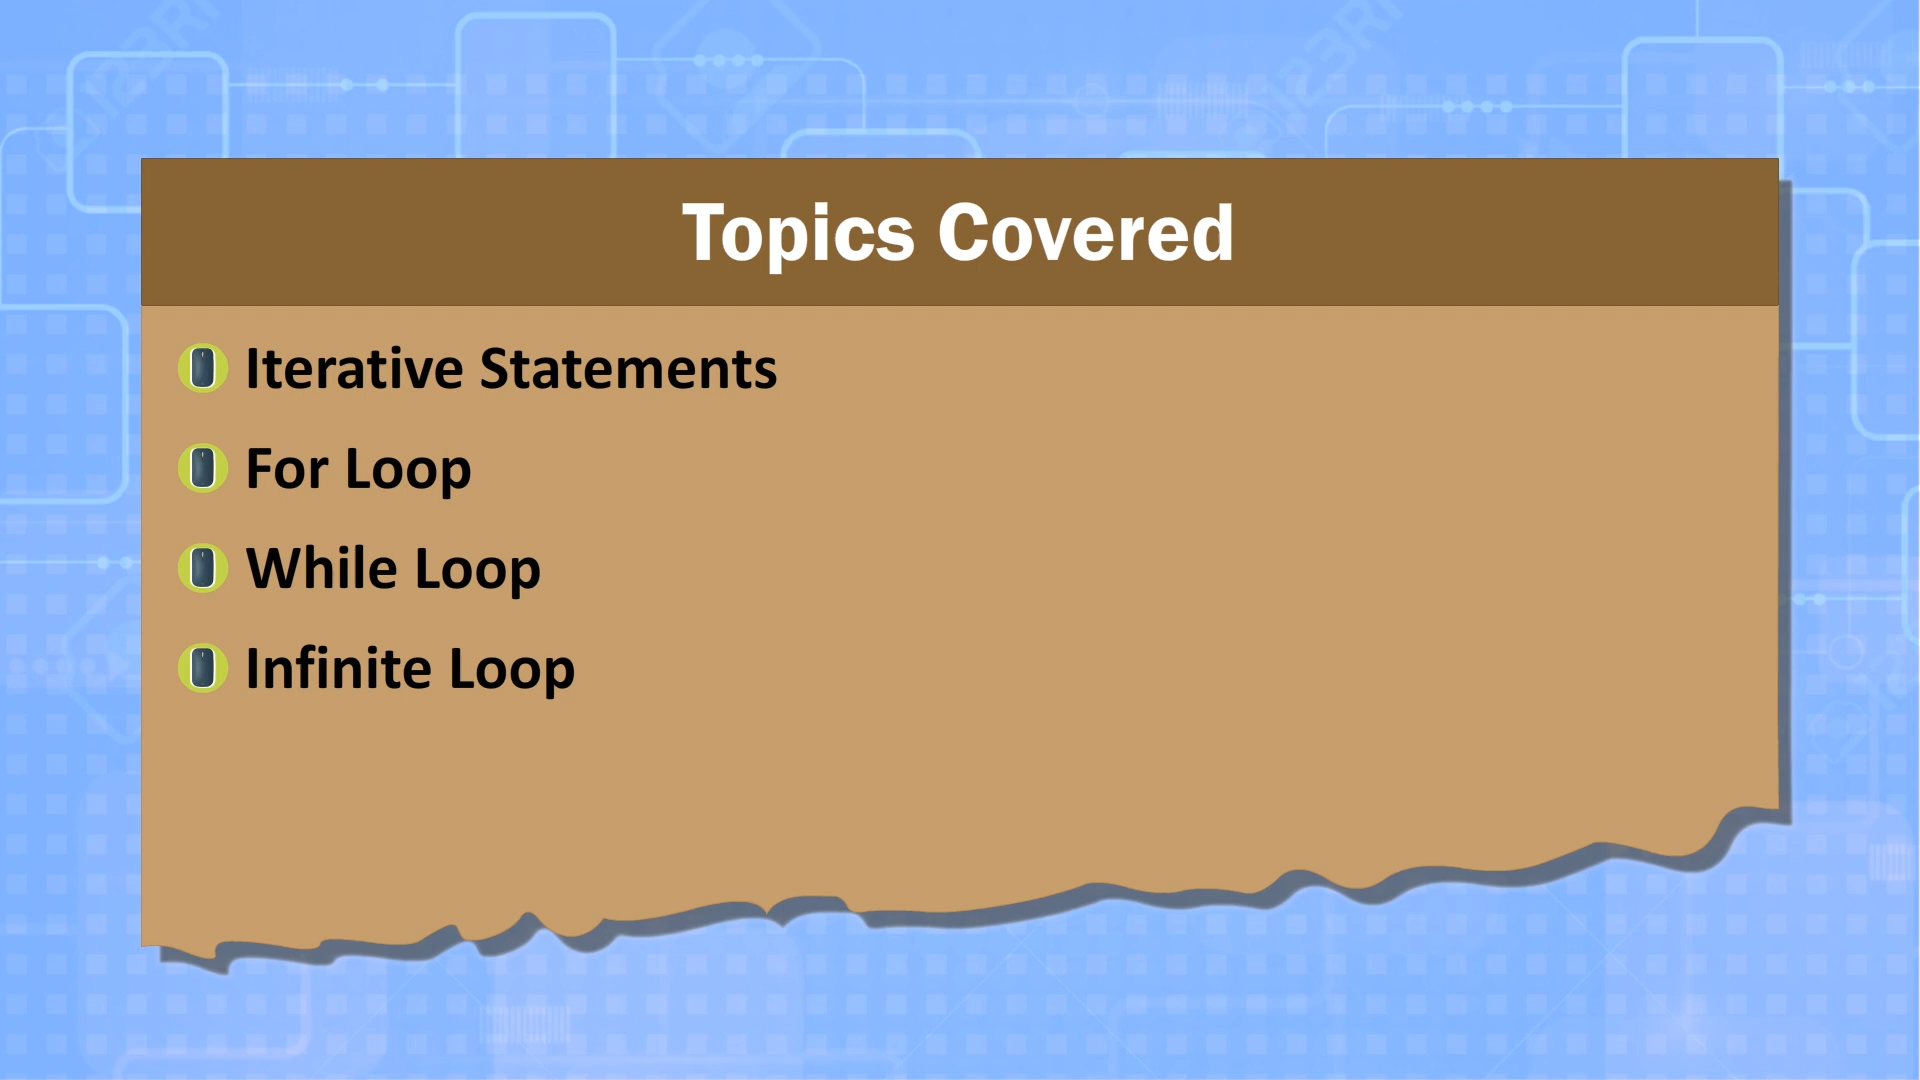 Topics Covered
Iterative Statements
For Loop
While Loop
Infinite Loop